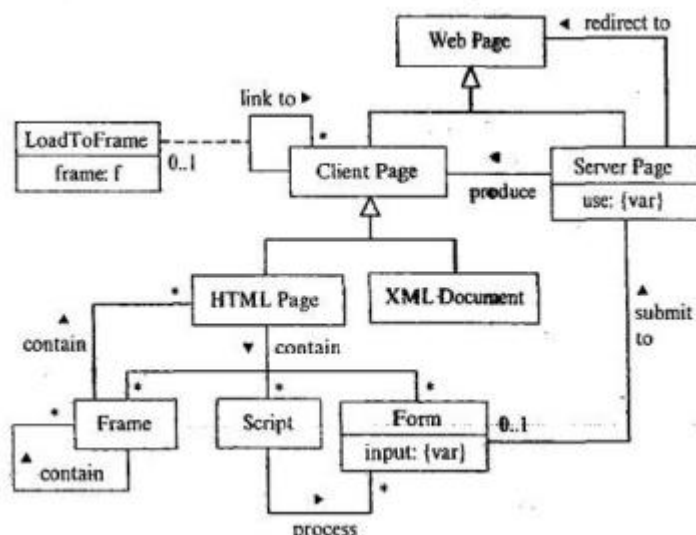 Web Page
◄ redirect to
link to ►
*
LoadToFrame
frame: f
0..1
Client Page
◄
produce
Server Page
use: {var}
*
HTML Page
XML Document
▲
contain
▼ contain
▲
submit
to
*
*
*
*
Frame
Script
Form
input: {var}
0..1
▲
contain
►
*
process